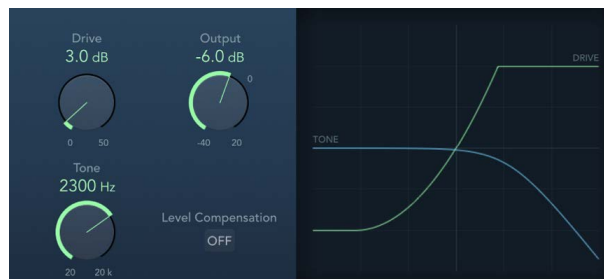 Drive
3.0 dB
0 50
Output
-6.0 dB
0
-40 20
Tone
2300 Hz
20 20 k
Level Compensation
OFF
DRIVE
TONE